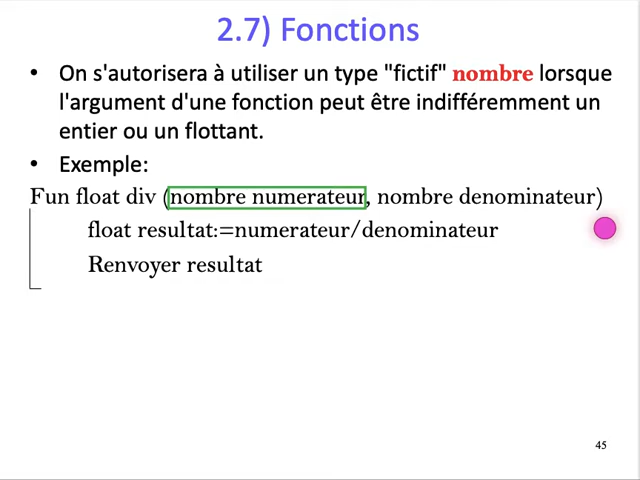 2.7) Fonctions
• On s'autorisera à utiliser un type "fictif" nombre lorsque
l'argument d'une fonction peut être indifféremment un
entier ou un flottant.
• Exemple:
Fun float div (nombre numerateur, nombre denominateur)
float resultat:=numerateur/denominateur
Renvoyer resultat
45